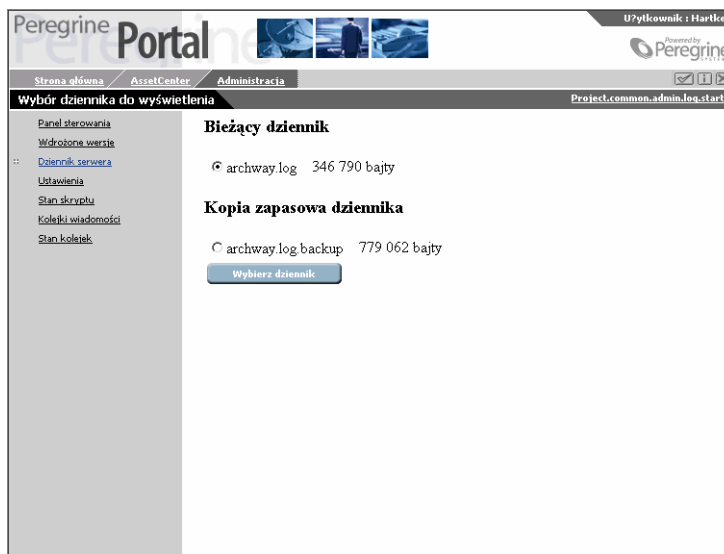 U?ytkownik : Hartke
Peregrine Portal
Powered by
Peregrine
Strona główna AssetCenter Administracja
Wybór dziennika do wyświetlenia
Project.common.admin.log.start
Panel sterowania
Wdrożone wersje
Dziennik serwera
Ustawienia
Stan skryptu
Kolejki wiadomości
Stan kolejek
Bieżący dziennik
archway.log 346 790 bajty
Kopia zapasowa dziennika
archway.log.backup 779 062 bajty
Wybierz dziennik